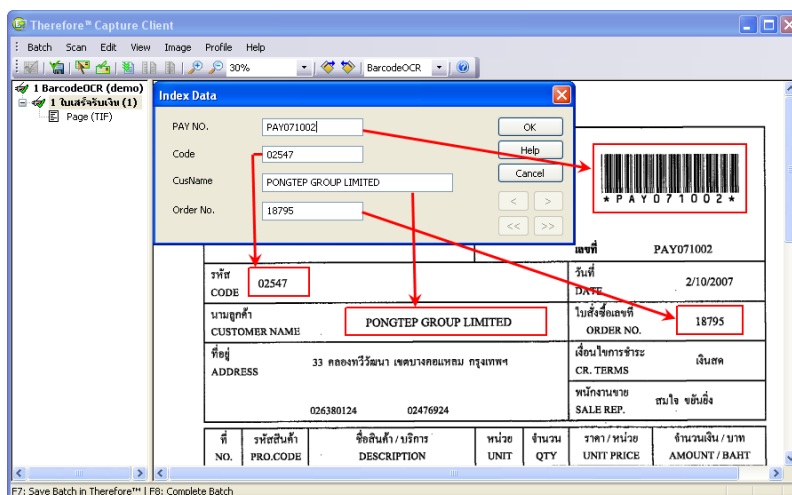 Therefore™ Capture Client
Batch Scan Edit View Image Profile Help
30% BarcodeOCR
1 BarcodeOCR (demo)
1 ใบเสร็จรับเงิน (1)
Page (TIF)
Index Data
PAY NO. PAY071002 OK
Code 02547 Help
CusName PONGTEP GROUP LIMITED Cancel
Order No. 18795
< >
<< >>
*PAY071002*
เลขที่ PAY071002
รหัส 02547 วันที่ 2/10/2007
CODE DATE
นามลูกค้า PONGTEP GROUP LIMITED ใบสั่งซื้อเลขที่ 18795
CUSTOMER NAME ORDER NO.
ที่อยู่ 33 คลองทวีวัฒนา เขตบางคอแหลม กรุงเทพฯ เงื่อนไขการชำระ เงินสด
ADDRESS CR. TERMS
พนักงานขาย สมใจ ขยันยิ่ง
026380124 02476924 SALE REP.
ที่ รหัสสินค้า ชื่อสินค้า / บริการ หน่วย จำนวน ราคา / หน่วย จำนวนเงิน / บาท
NO. PRO.CODE DESCRIPTION UNIT QTY UNIT PRICE AMOUNT / BAHT
F7: Save Batch in Therefore™ | F8: Complete Batch